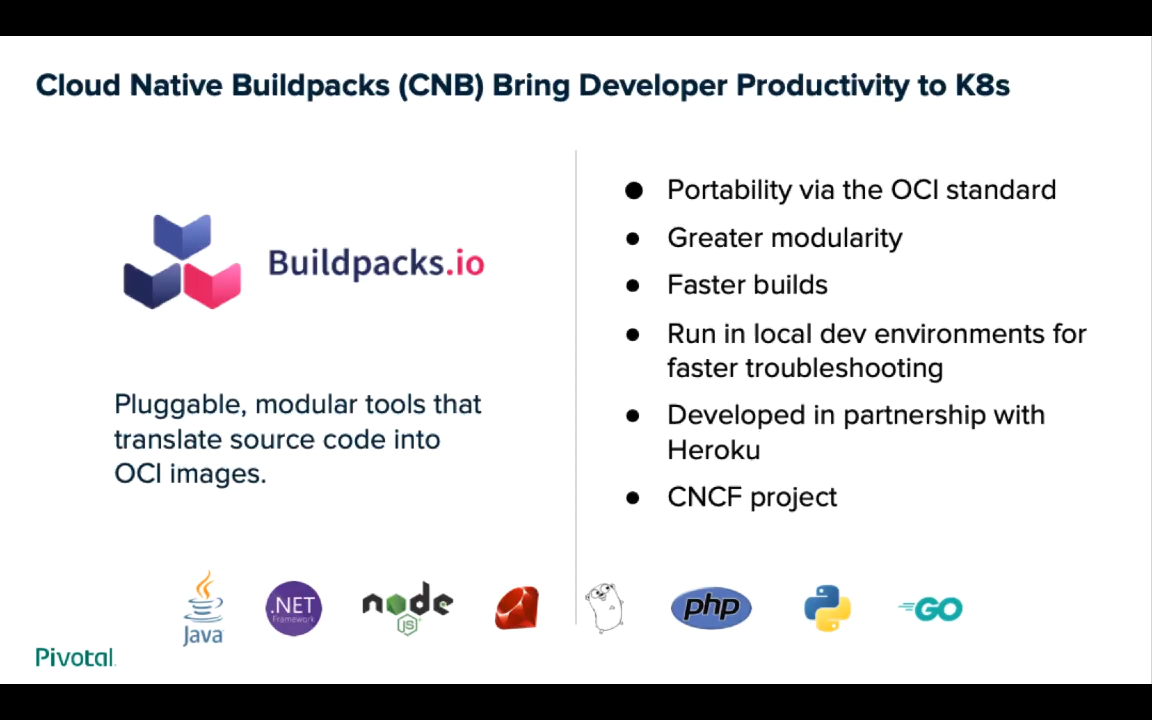 Cloud Native Buildpacks (CNB) Bring Developer Productivity to K8s
Buildpacks.io
Pluggable, modular tools that
translate source code into
OCI images.
● Portability via the OCI standard
● Greater modularity
● Faster builds
● Run in local dev environments for
faster troubleshooting
● Developed in partnership with
Heroku
● CNCF project
Java
.NET
Framework
node
JS
php
GO
Pivotal.